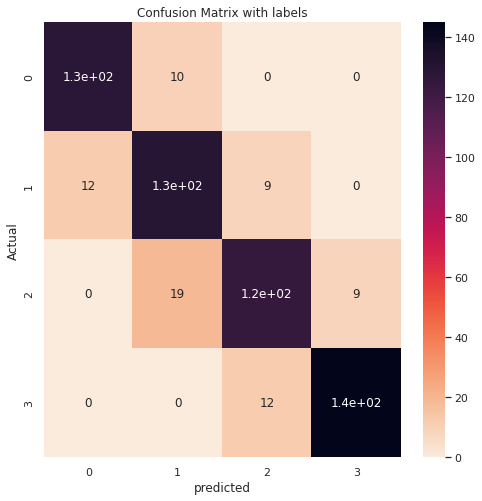 Confusion Matrix with labels
140
0 1.3e+02 10 0 0
120
100
1 12 1.3e+02 9 0
80
Actual
60
2 0 19 1.2e+02 9
40
3 0 0 12 1.4e+02
20
0
0 1 2 3
predicted